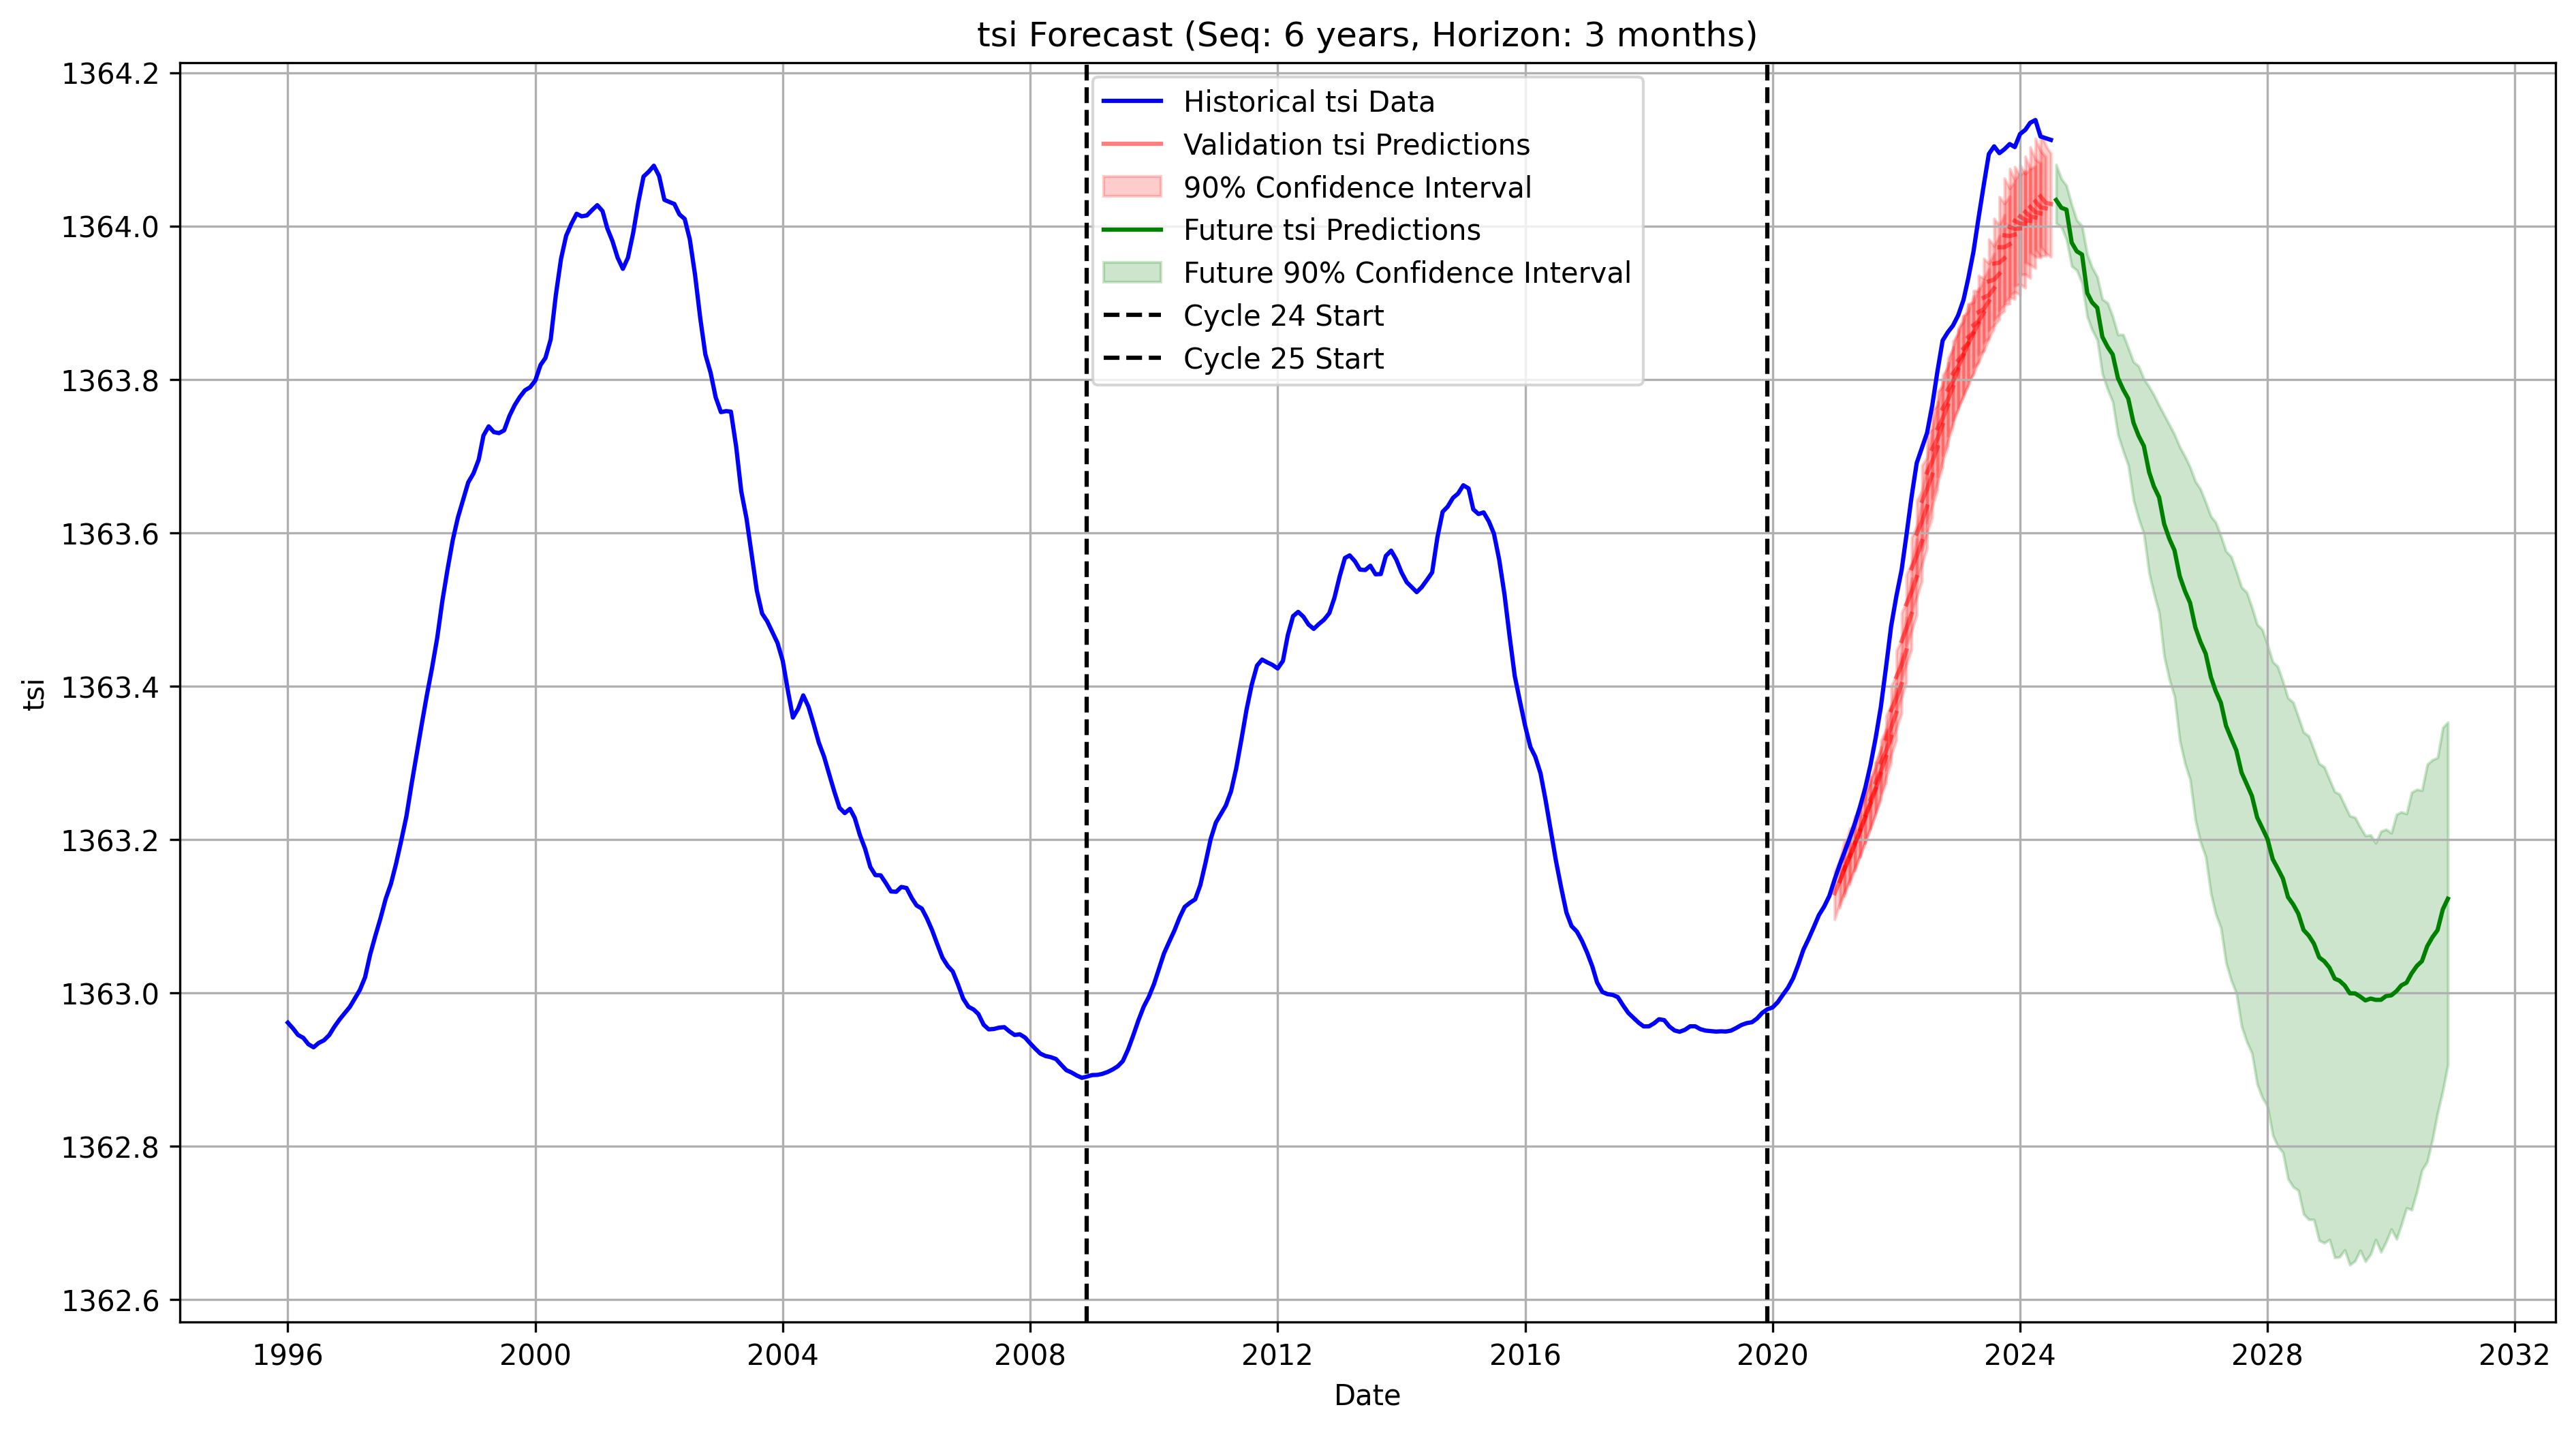 tsi Forecast (Seq: 6 years, Horizon: 3 months)
1364.2
1364.0
1363.8
1363.6
1363.4
1363.2
1363.0
1362.8
1362.6
tsi
Historical tsi Data
Validation tsi Predictions
90% Confidence Interval
Future tsi Predictions
Future 90% Confidence Interval
Cycle 24 Start
Cycle 25 Start
1996 2000 2004 2008 2012 2016 2020 2024 2028 2032
Date